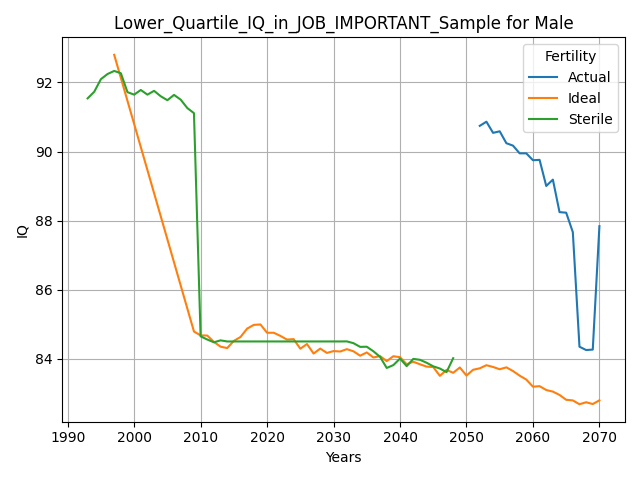 Lower_Quartile_IQ_in_JOB_IMPORTANT_Sample for Male
Fertility
Actual
Ideal
Sterile
92
90
88
86
84
IQ
1990
2000
2010
2020
2030
2040
2050
2060
2070
Years